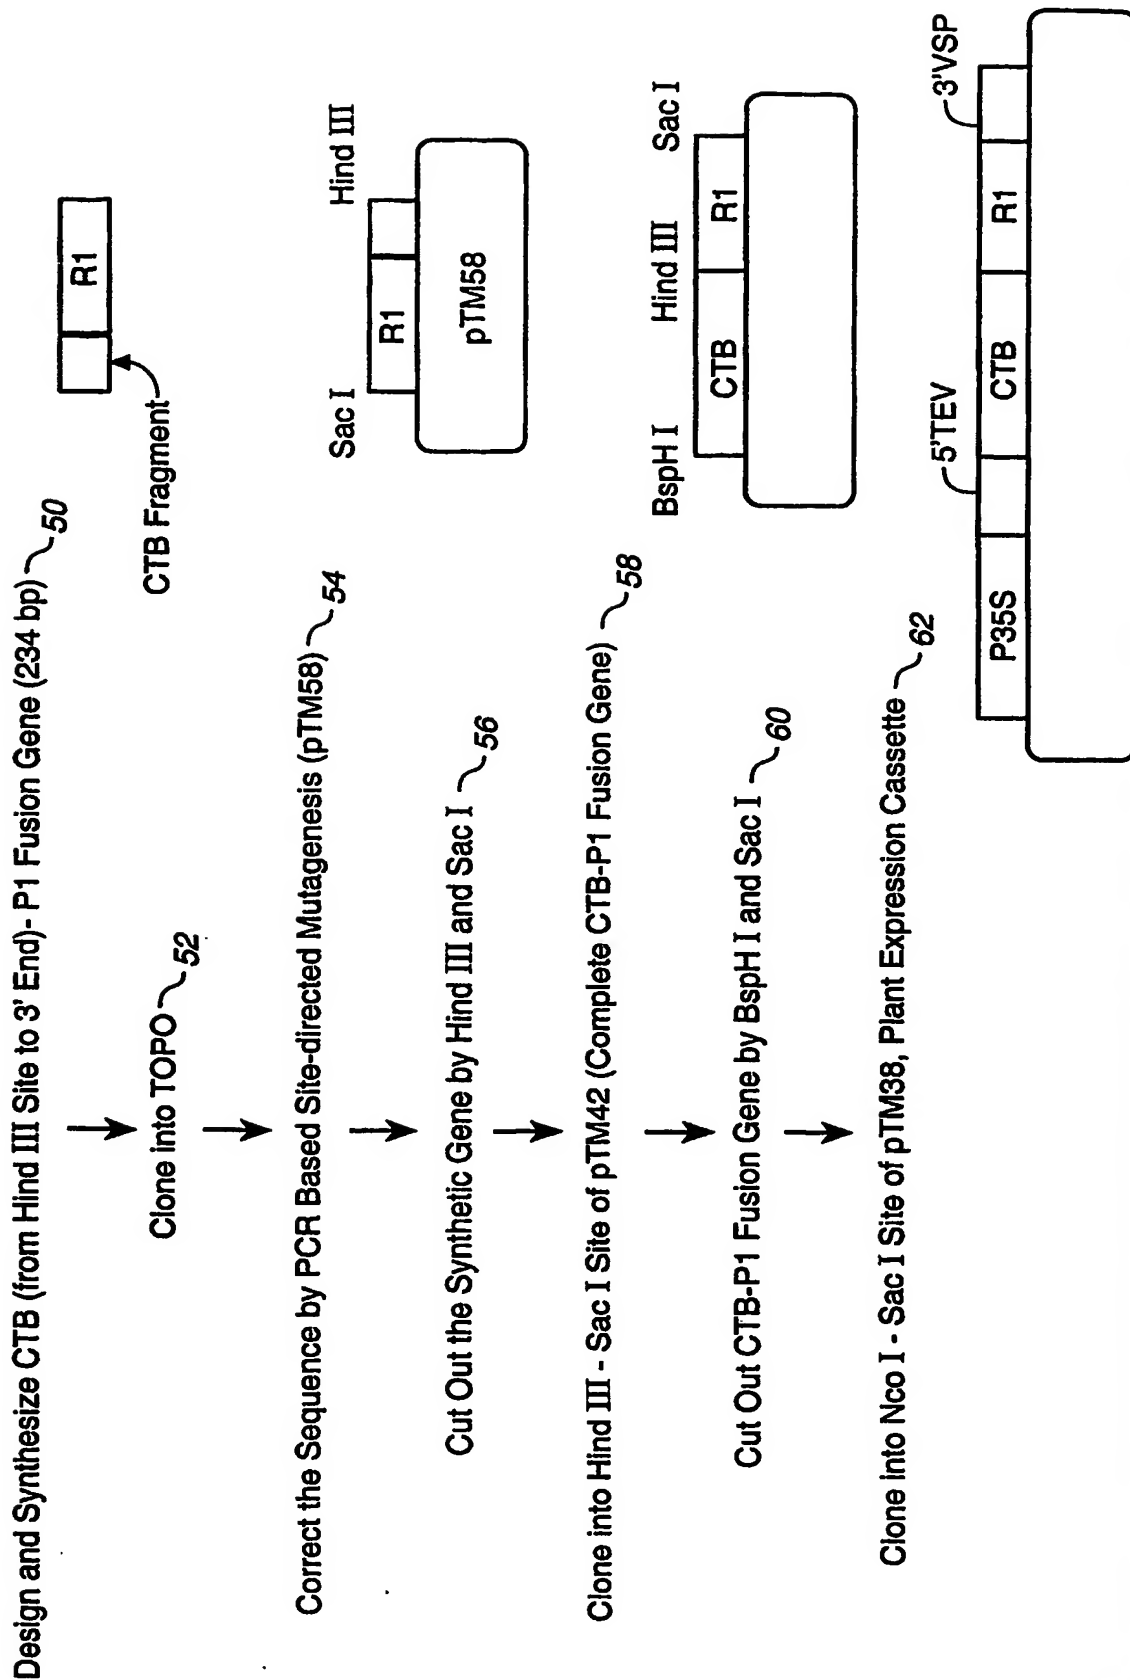 Design and Synthesize CTB (from Hind III Site to 3' End)- P1 Fusion Gene (234 bp) 50
R1
CTB Fragment
Clone into TOPO 52
Correct the Sequence by PCR Based Site-directed Mutagenesis (pTM58) 54
Sac I Hind III
R1
pTM58
Cut Out the Synthetic Gene by Hind III and Sac I 56
Clone into Hind III - Sac I Site of pTM42 (Complete CTB-P1 Fusion Gene) 58
BspH I Hind III Sac I
CTB R1
Cut Out CTB-P1 Fusion Gene by BspH I and Sac I 60
Clone into Nco I - Sac I Site of pTM38, Plant Expression Cassette 62
5'TEV 3'VSP
P35S CTB R1